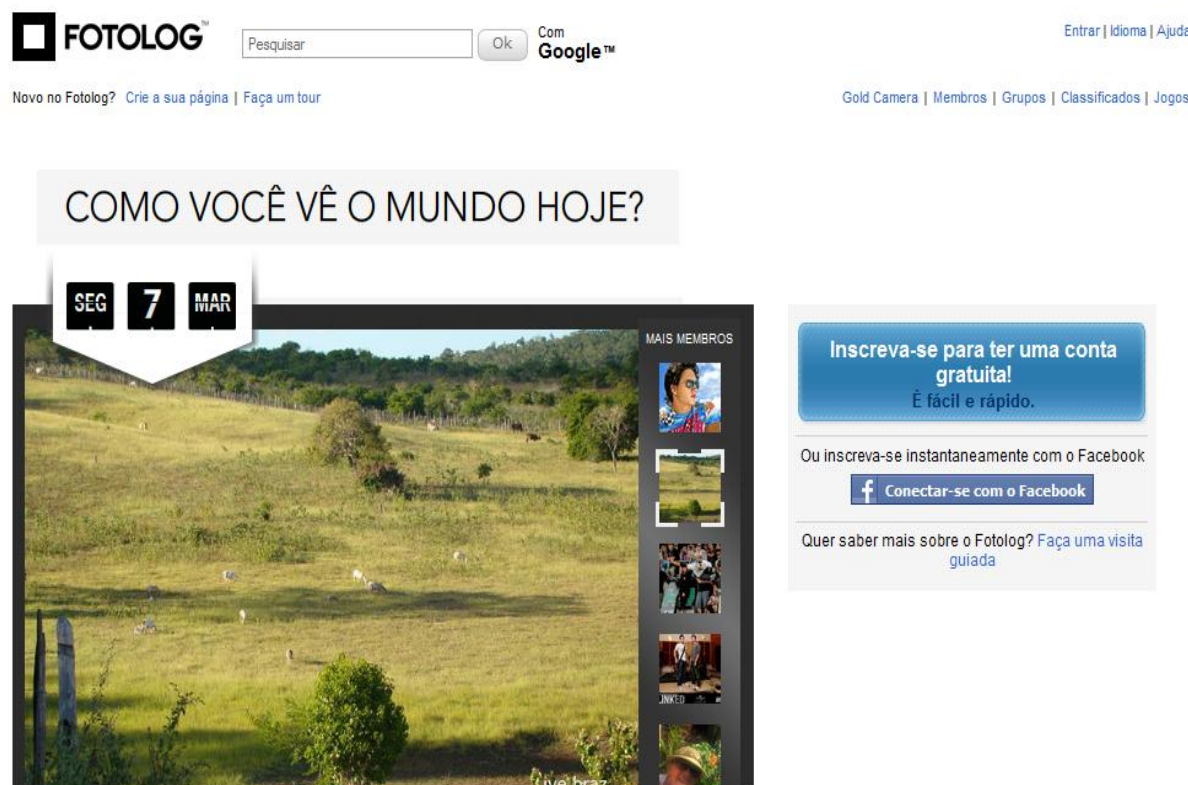 FOTOLOG™
Pesquisar
Ok
Com
Google™
Entrar | Idioma | Ajuda
Novo no Fotolog? Crie a sua página | Faça um tour
Gold Camera | Membros | Grupos | Classificados | Jogos
COMO VOCÊ VÊ O MUNDO HOJE?
SEG 7 MAR
MAIS MEMBROS
Inscreva-se para ter uma conta
gratuita!
É fácil e rápido.
Ou inscreva-se instantaneamente com o Facebook
f Conectar-se com o Facebook
Quer saber mais sobre o Fotolog? Faça uma visita
guiada